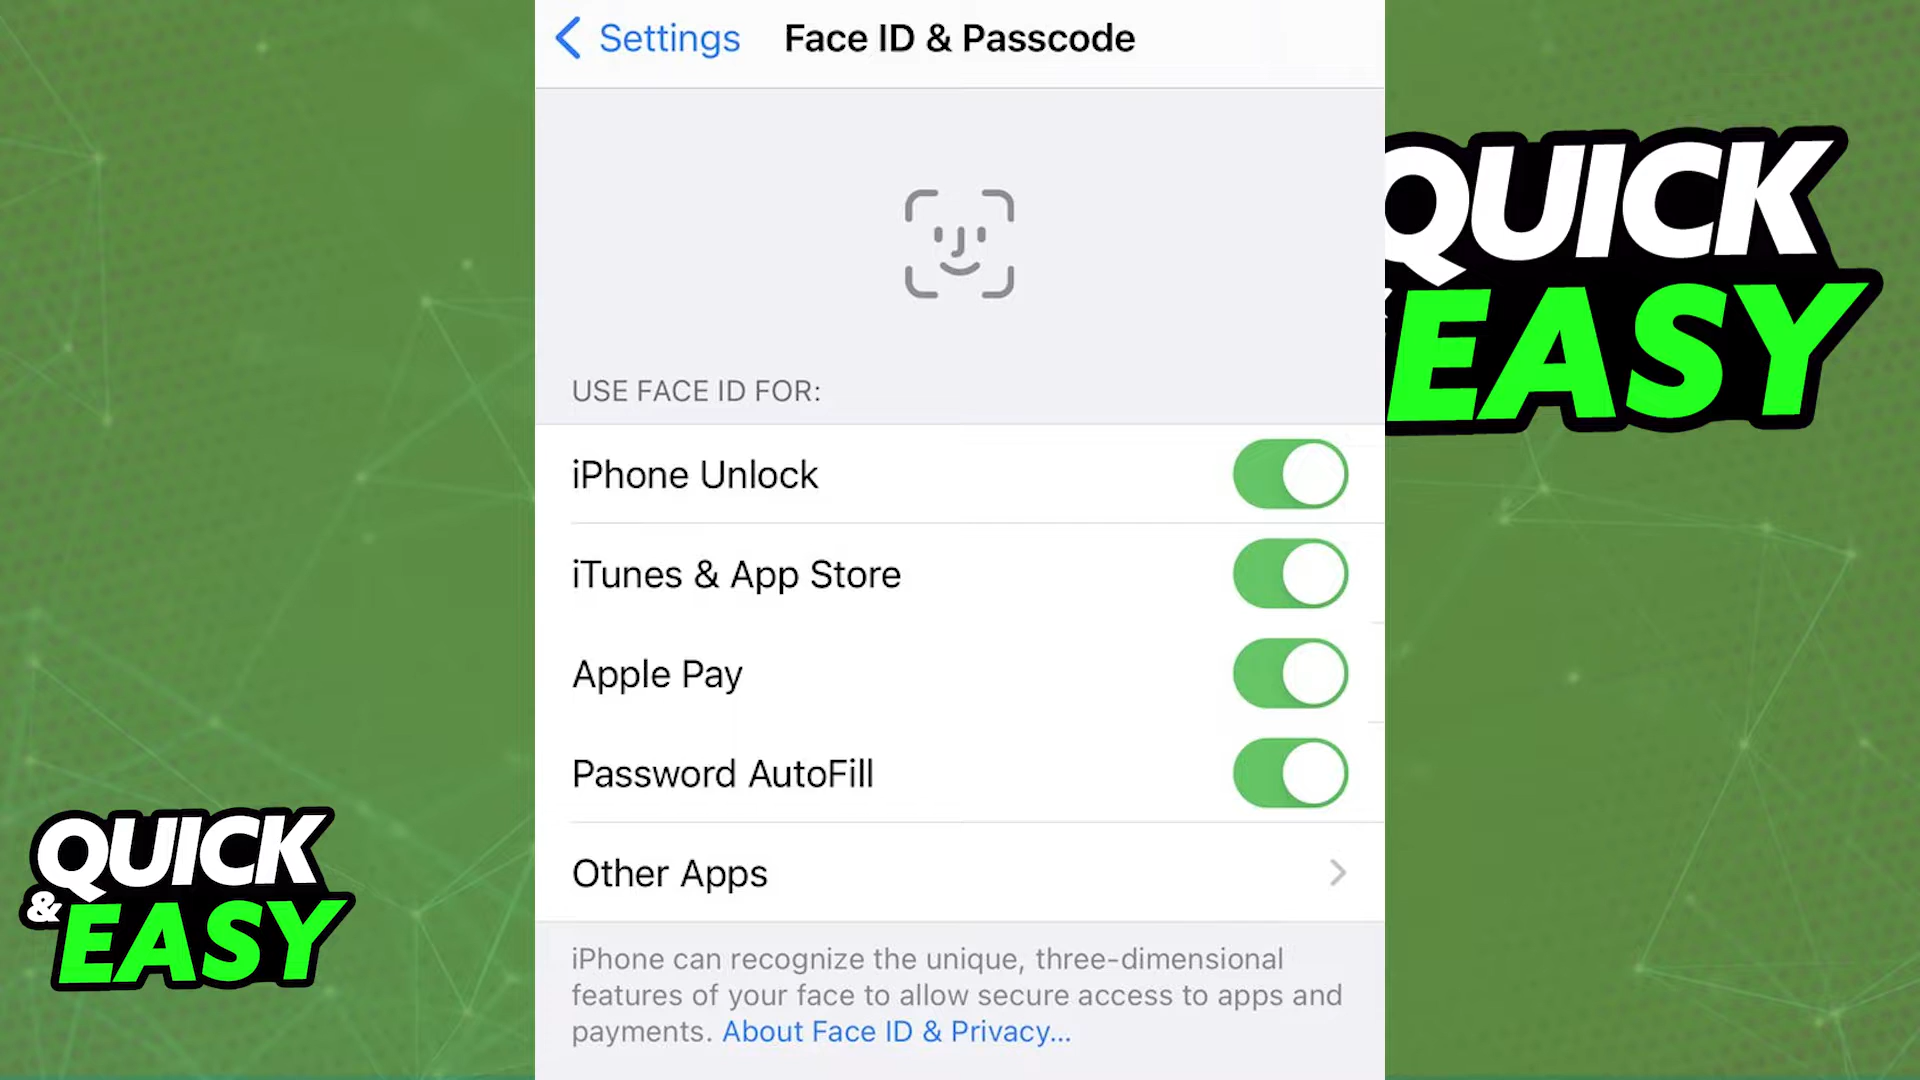 Settings
Face ID & Passcode
USE FACE ID FOR:
iPhone Unlock
iTunes & App Store
Apple Pay
Password AutoFill
Other Apps
iPhone can recognize the unique, three-dimensional
features of your face to allow secure access to apps and
payments. About Face ID & Privacy...
QUICK
EASY
QUICK
& EASY